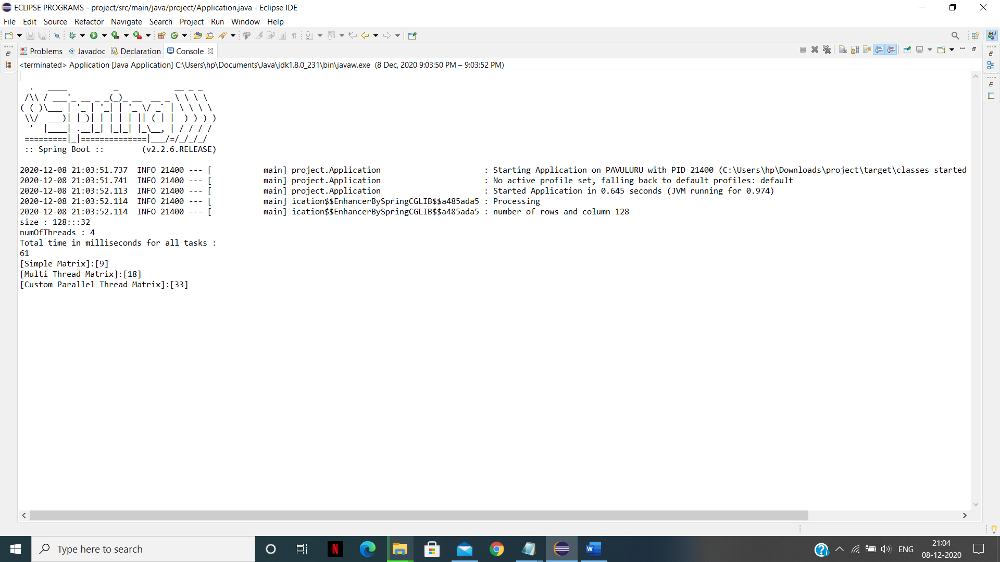 ECLIPSE PROGRAMS - project/src/main/java/project/Application.java - Eclipse IDE
File Edit Source Refactor Navigate Search Project Run Window Help
Problems @ Javadoc Declaration Console
<terminated> Application [Java Application] C:\Users\hp\Documents\Java\jdk1.8.0_231\bin\javaw.exe (8 Dec, 2020 9:03:50 PM – 9:03:52 PM)
  .   ____          _            __ _ _
 /\\ / ___'_ __ _ _(_)_ __  __ _ \ \ \ \
( ( )\___ | '_ | '_| | '_ \/ _` | \ \ \ \
 \\/  ___)| |_)| | | | | || (_| |  ) ) ) )
  '  |____| .__|_| |_|_| |_\__, | / / / /
 =========|_|==============|___/=/_/_/_/
 :: Spring Boot ::        (v2.2.6.RELEASE)
2020-12-08 21:03:51.737  INFO 21400 --- [           main] project.Application                      : Starting Application on PAVULURU with PID 21400 (C:\Users\hp\Downloads\project\target\classes started
2020-12-08 21:03:51.741  INFO 21400 --- [           main] project.Application                      : No active profile set, falling back to default profiles: default
2020-12-08 21:03:52.113  INFO 21400 --- [           main] project.Application                      : Started Application in 0.645 seconds (JVM running for 0.974)
2020-12-08 21:03:52.114  INFO 21400 --- [           main] ication$$EnhancerBySpringCGLIB$$a485ada5 : Processing
2020-12-08 21:03:52.114  INFO 21400 --- [           main] ication$$EnhancerBySpringCGLIB$$a485ada5 : number of rows and column 128
size : 128:::32
numOfThreads : 4
Total time in milliseconds for all tasks :
61
[Simple Matrix]:[9]
[Multi Thread Matrix]:[18]
[Custom Parallel Thread Matrix]:[33]
Type here to search
ENG
21:04
08-12-2020